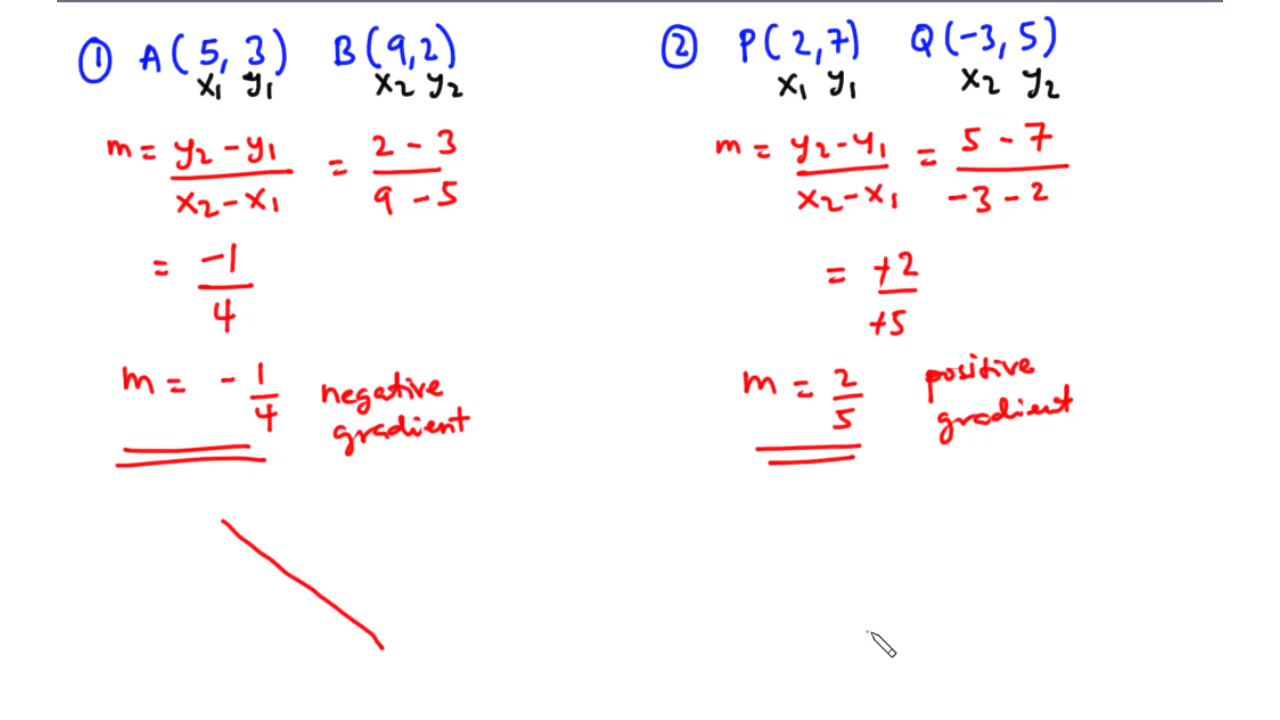 ① A(5, 3) B(9,2)
x₁ y₁ x₂ y₂
m = y₂ - y₁ / x₂ - x₁ = 2 - 3 / 9 - 5
= -1 / 4
m = - 1/4 negative gradient
② P(2,7) Q(-3, 5)
x₁ y₁ x₂ y₂
m = y₂ - y₁ / x₂ - x₁ = 5 - 7 / -3 - 2
= +2 / +5
m = 2/5 positive gradient